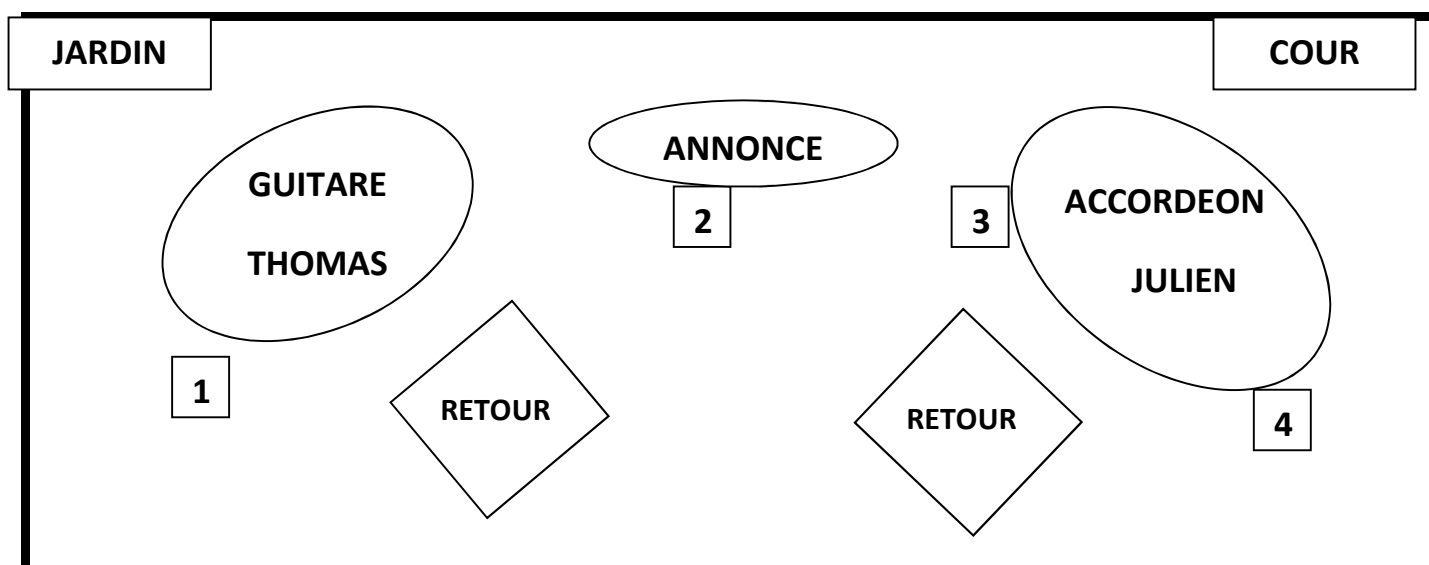 JARDIN
COUR
GUITARE
THOMAS
ANNONCE
ACCORDEON
JULIEN
2
3
1
RETOUR
RETOUR
4